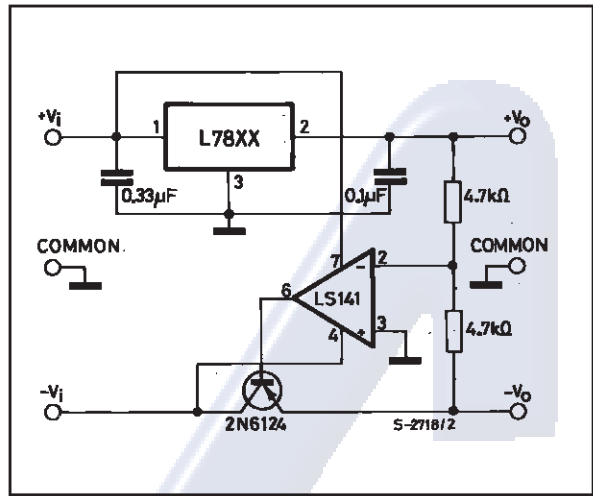 +Vi
1
L78XX
2
+Vo
3
0.33µF
0.1µF
4.7kΩ
COMMON
COMMON
7
2
-
6
LS141
4
+
3
4.7kΩ
-Vi
2N6124
S-2718/2
-Vo